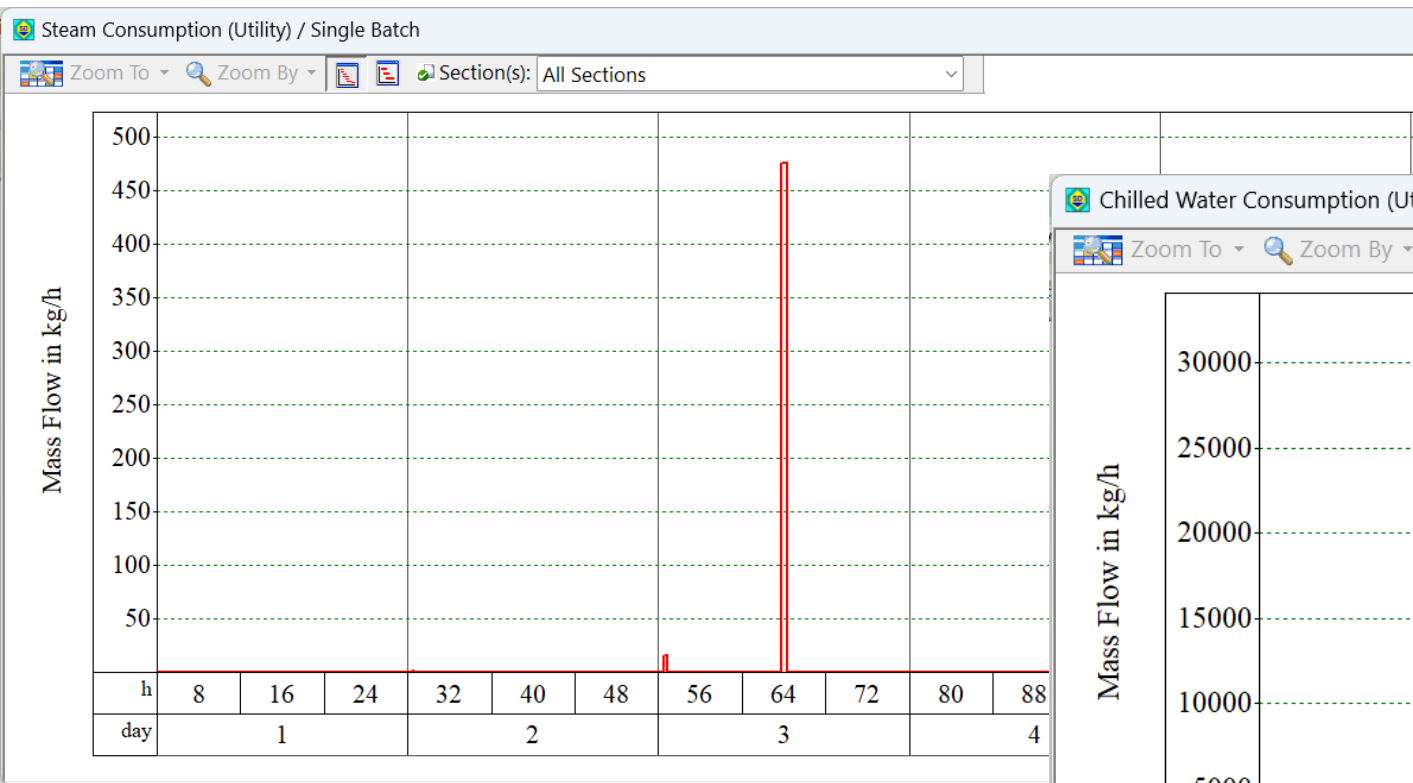 Steam Consumption (Utility) / Single Batch
Zoom To Zoom By Section(s): All Sections
Mass Flow in kg/h
500
450
400
350
300
250
200
150
100
50
h 8 16 24 32 40 48 56 64 72 80 88
day 1 2 3 4
Chilled Water Consumption (Ut
Zoom To Zoom By
Mass Flow in kg/h
30000
25000
20000
15000
10000
5000